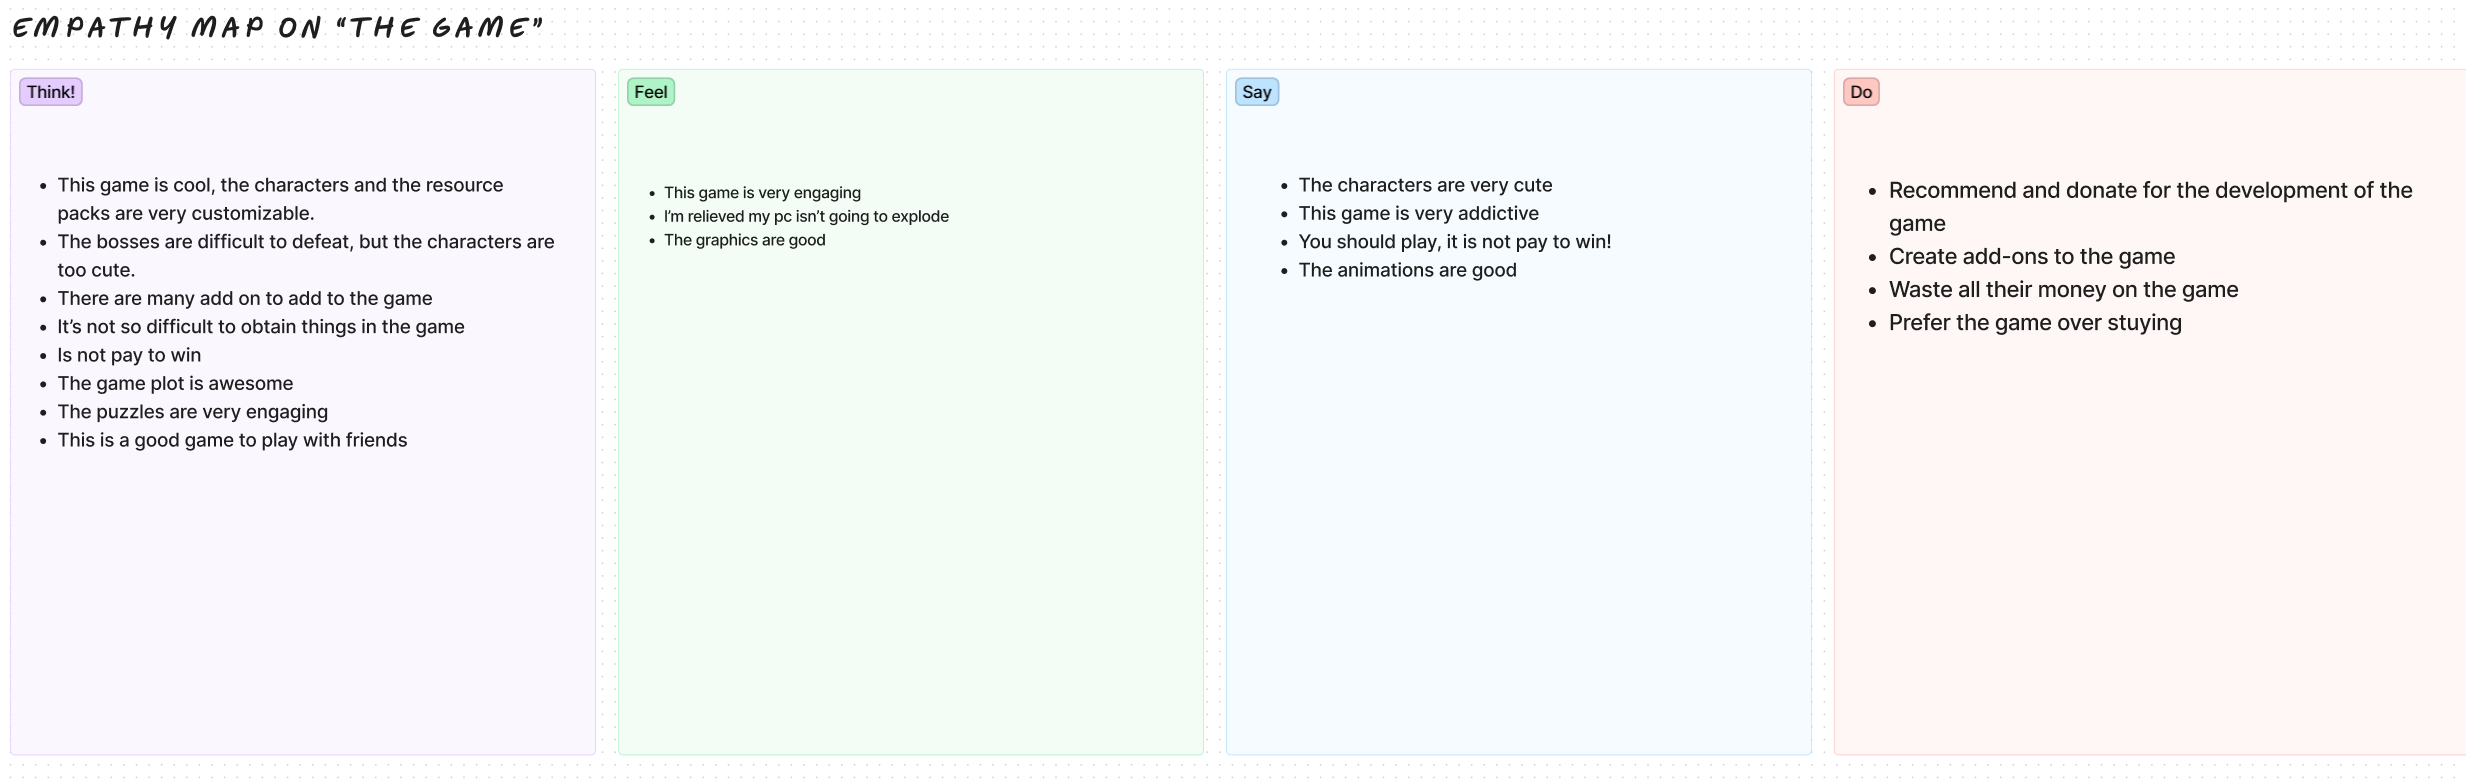 EMPATHY MAP ON “THE GAME”
Think!
• This game is cool, the characters and the resource
packs are very customizable.
• The bosses are difficult to defeat, but the characters are
too cute.
• There are many add on to add to the game
• It’s not so difficult to obtain things in the game
• Is not pay to win
• The game plot is awesome
• The puzzles are very engaging
• This is a good game to play with friends
Feel
• This game is very engaging
• I’m relieved my pc isn’t going to explode
• The graphics are good
Say
• The characters are very cute
• This game is very addictive
• You should play, it is not pay to win!
• The animations are good
Do
• Recommend and donate for the development of the
game
• Create add-ons to the game
• Waste all their money on the game
• Prefer the game over stuying